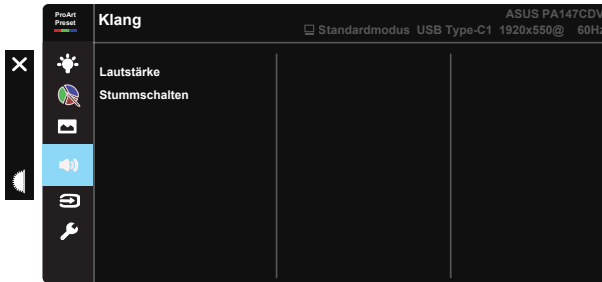 ProArt
Preset
Klang
ASUS PA147CDV
Standardmodus USB Type-C1 1920x550@ 60Hz
Lautstärke
Stummschalten